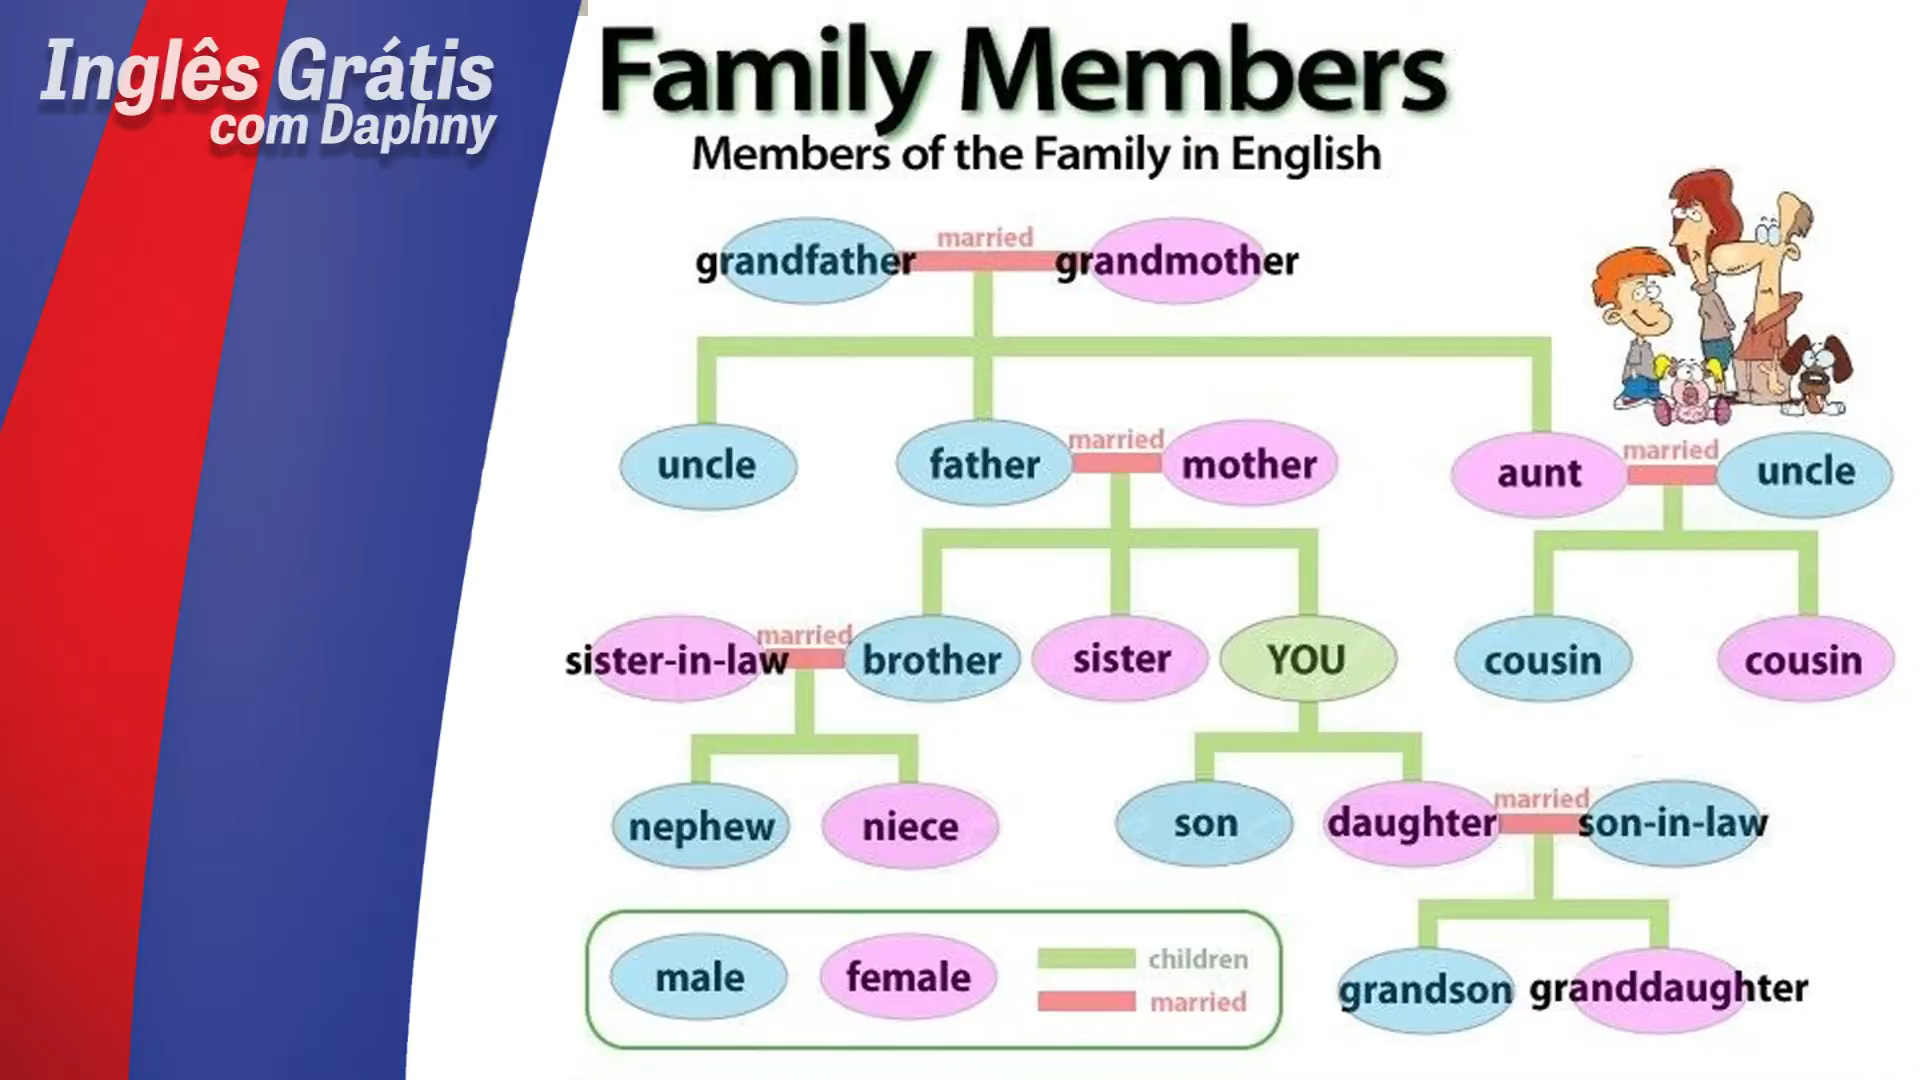 Inglês Grátis
com Daphny
Family Members
Members of the Family in English
grandfather married grandmother
uncle father married mother aunt married uncle
sister-in-law married brother sister YOU cousin cousin
nephew niece son daughter married son-in-law
male female children
married
grandson granddaughter